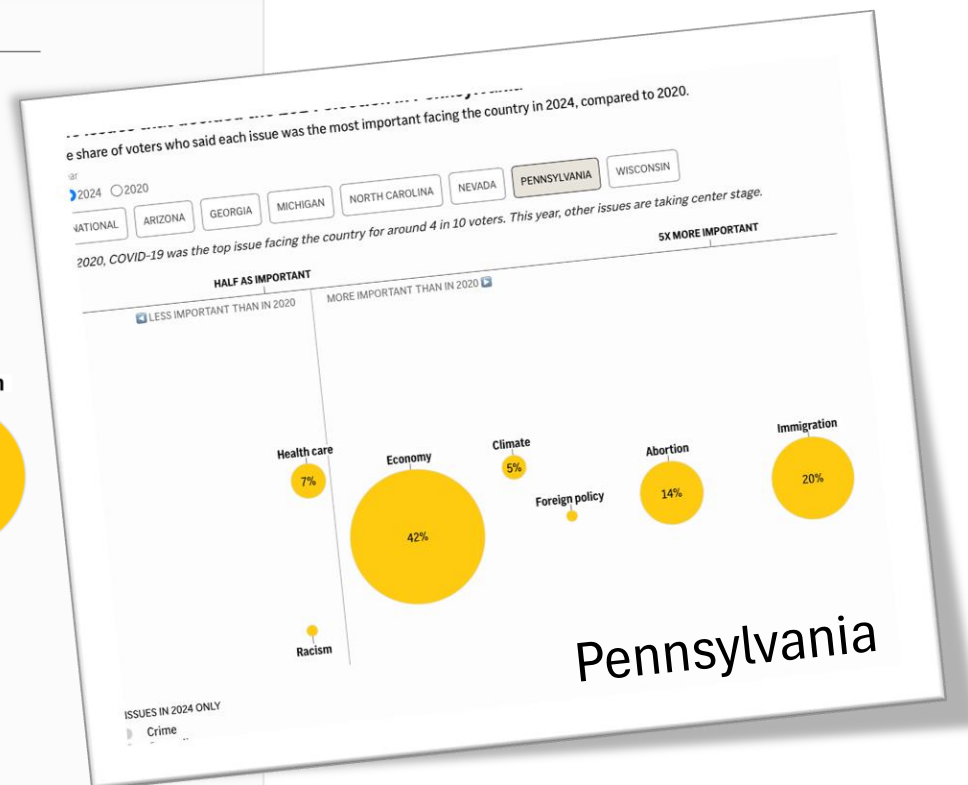 e share of voters who said each issue was the most important facing the country in 2024, compared to 2020.
2024 2020
NATIONAL ARIZONA GEORGIA MICHIGAN NORTH CAROLINA NEVADA PENNSYLVANIA WISCONSIN
2020, COVID-19 was the top issue facing the country for around 4 in 10 voters. This year, other issues are taking center stage.
HALF AS IMPORTANT 5X MORE IMPORTANT
LESS IMPORTANT THAN IN 2020 MORE IMPORTANT THAN IN 2020
Health care
7%
Economy
42%
Climate
5%
Foreign policy
Abortion
14%
Immigration
20%
Racism
Pennsylvania
ISSUES IN 2024 ONLY
Crime